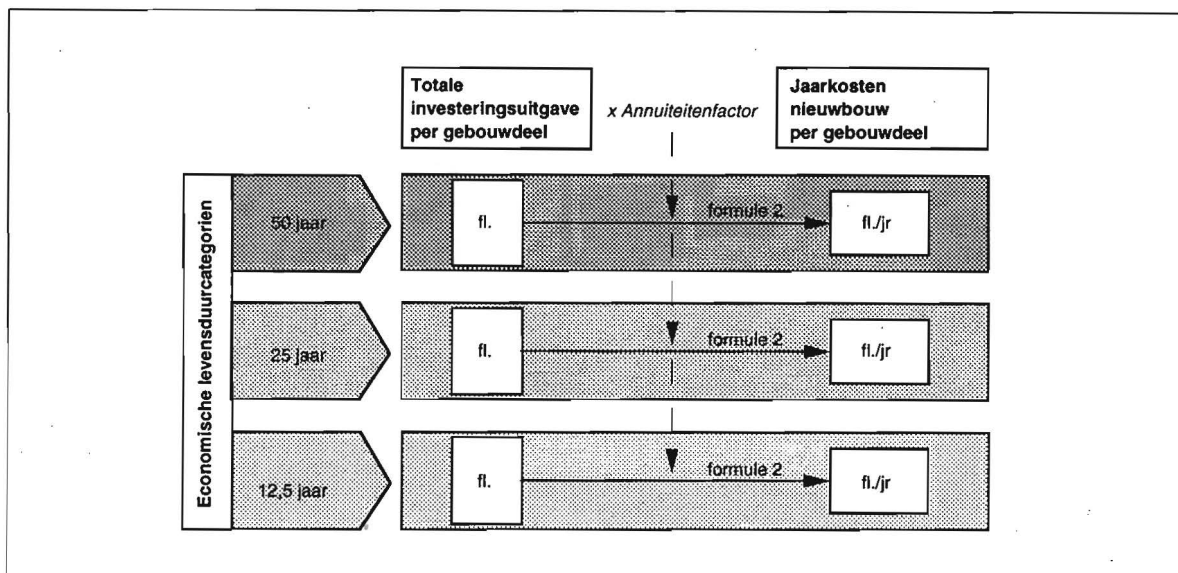 Totale
investeringsuitgave
per gebouwdeel
x Annuiteitenfactor
Jaarkosten
nieuwbouw
per gebouwdeel
Economische levensduurcategorien
50 jaar
fl.
formule 2
fl./jr
25 jaar
fl.
formule 2
fl./jr
12,5 jaar
fl.
formule 2
fl./jr